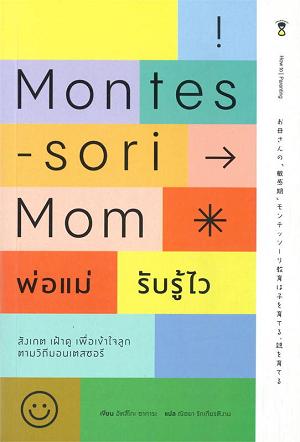 !
Montes
-sori →
Mom *
พ่อแม่ รับรู้ไว
สังเกต เฝ้าดู เพื่อเข้าใจลูก
ตามวิถีมอนเตสซอรี
เขียน อัตสึโกะ ซาการะ แปล ณิชยา รักเกียรติงาม
How to | Parenting
お母さんの「敏感期」モンテッソーリ教育は子を育てる、親を育てる